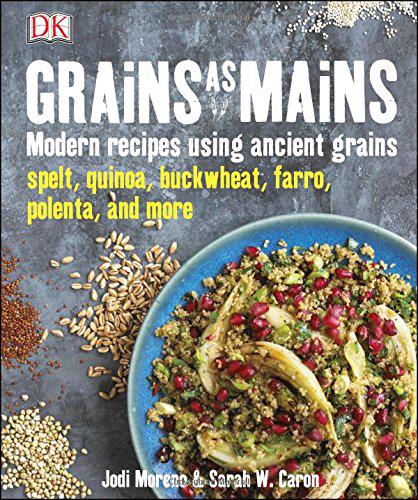 DK
GRAiNS AS MAiNS
Modern recipes using ancient grains
spelt, quinoa, buckwheat, farro,
polenta, and more
Jodi Moreno & Sarah W. Caron